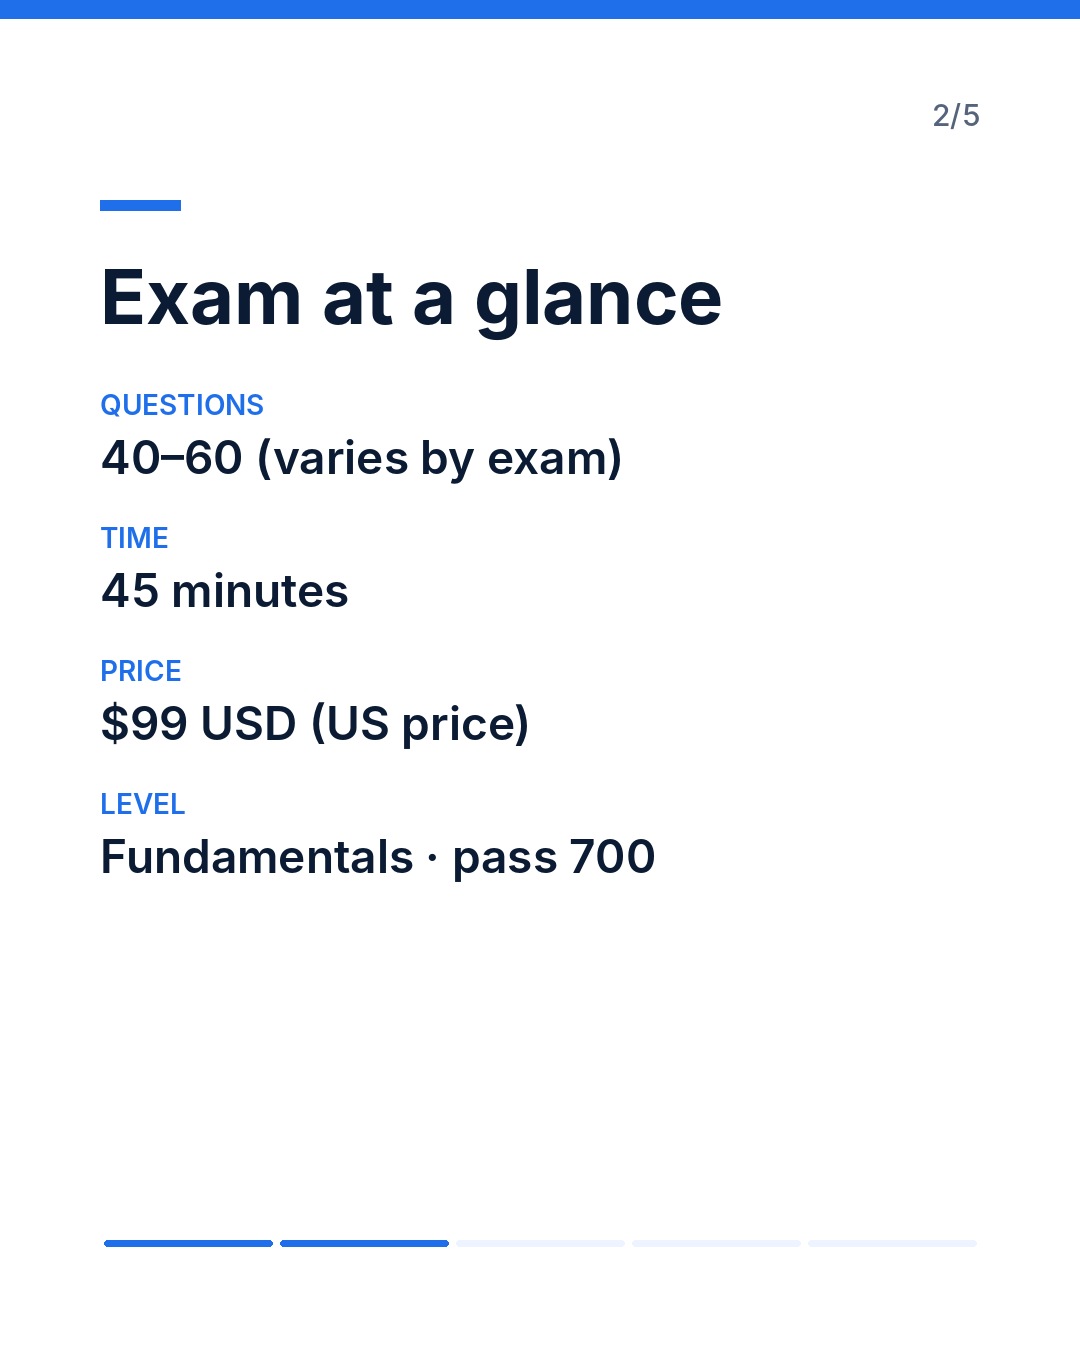 2/5
Exam at a glance
QUESTIONS
40–60 (varies by exam)
TIME
45 minutes
PRICE
$99 USD (US price)
LEVEL
Fundamentals · pass 700